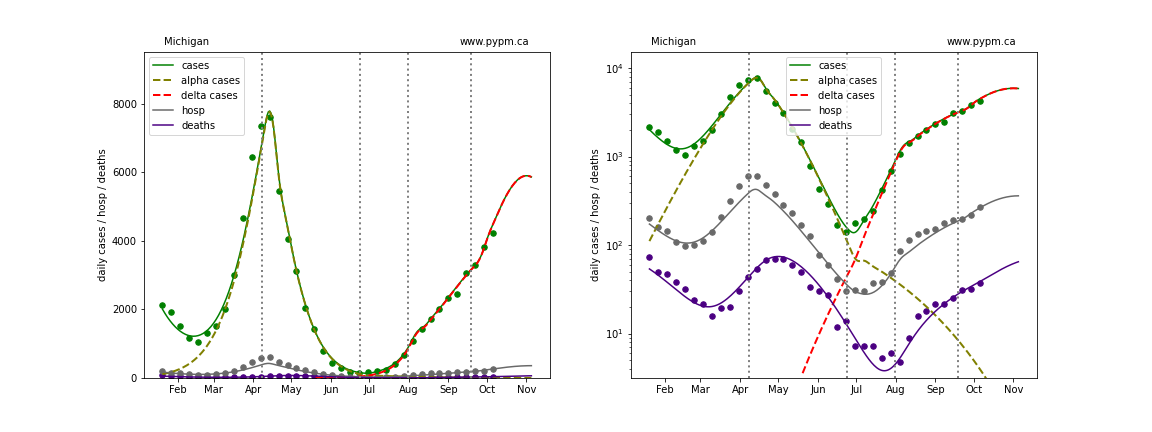 Michigan www.pypm.ca
cases
alpha cases
delta cases
hosp
deaths
daily cases / hosp / deaths
8000
6000
4000
2000
0
Feb Mar Apr May Jun Jul Aug Sep Oct Nov
Michigan www.pypm.ca
cases
alpha cases
delta cases
hosp
deaths
daily cases / hosp / deaths
10⁴
10³
10²
10¹
Feb Mar Apr May Jun Jul Aug Sep Oct Nov